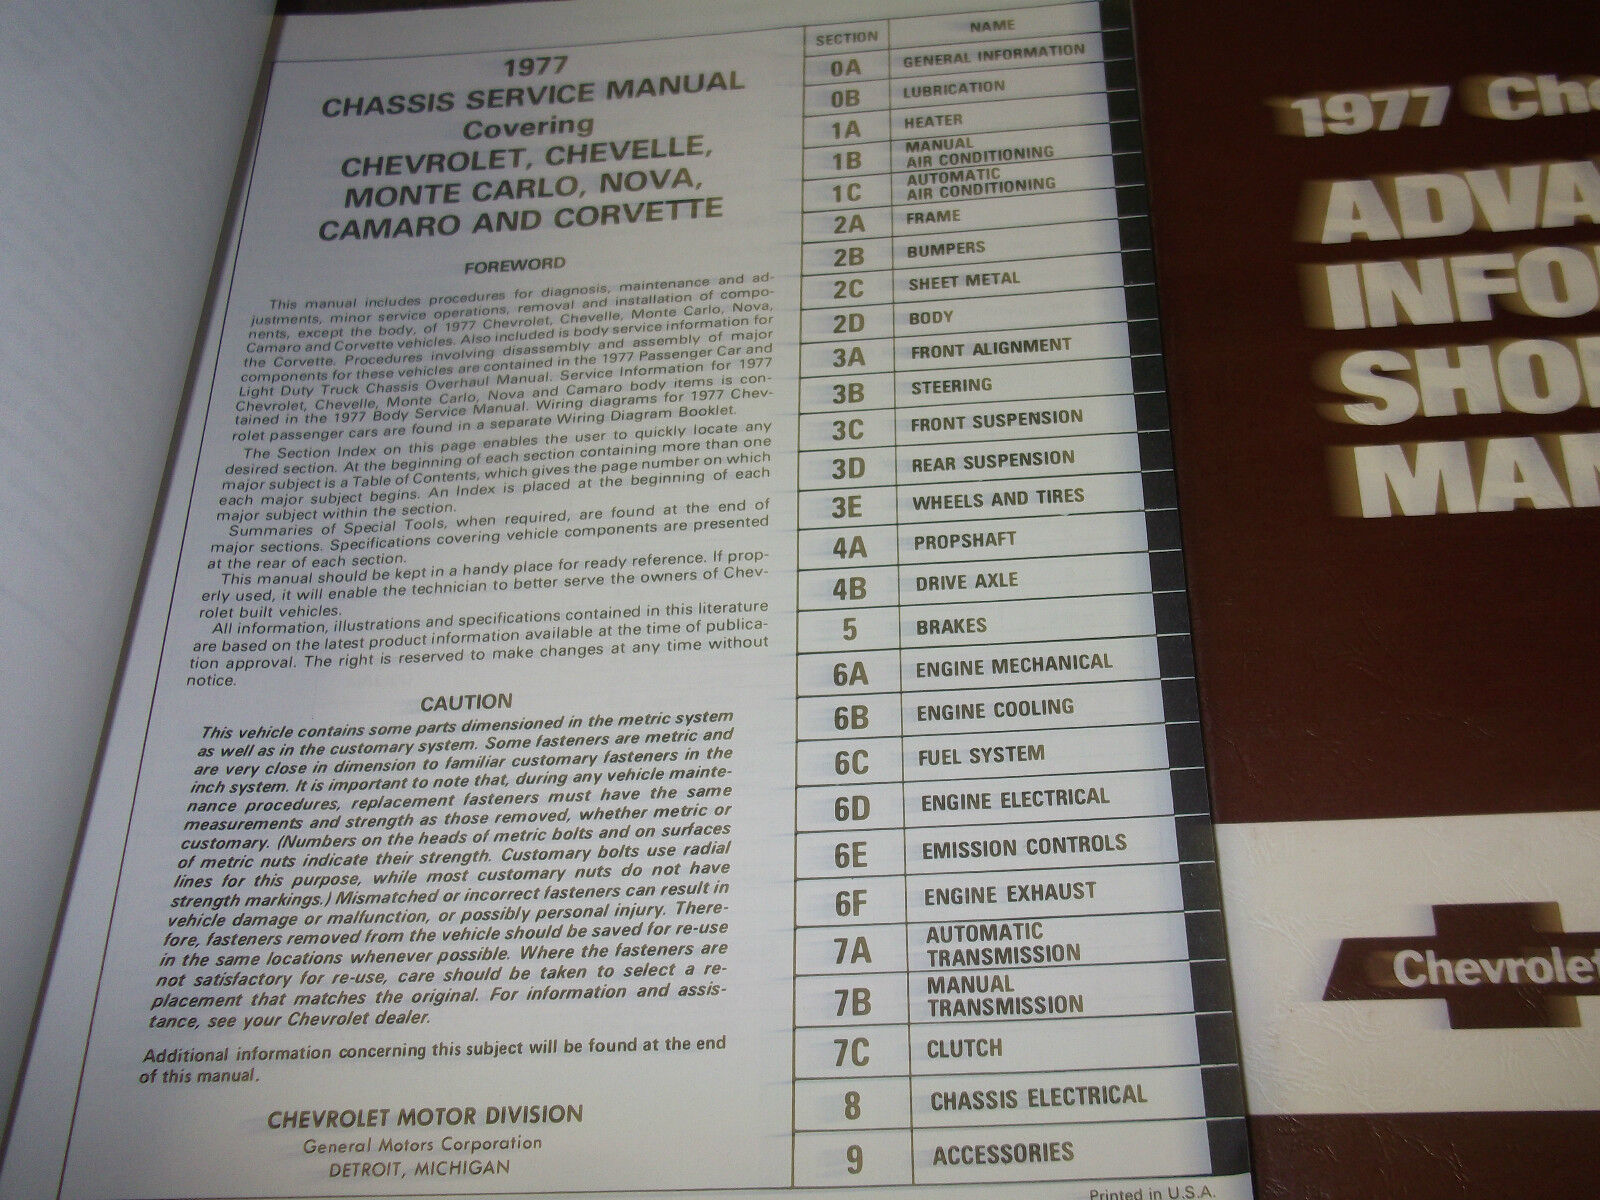 1977
CHASSIS SERVICE MANUAL
Covering
CHEVROLET, CHEVELLE,
MONTE CARLO, NOVA,
CAMARO AND CORVETTE
FOREWORD
This manual includes procedures for diagnosis, maintenance and ad-
justments, minor service operations, removal and installation of compo-
nents, except the body, of 1977 Chevrolet, Chevelle, Monte Carlo, Nova,
Camaro and Corvette vehicles. Also included is body service information for
the Corvette. Procedures involving disassembly and assembly of major
components for these vehicles are contained in the 1977 Passenger Car and
Light Duty Truck Chassis Overhaul Manual. Service Information for 1977
Chevrolet, Chevelle, Monte Carlo, Nova and Camaro body items is con-
tained in the 1977 Body Service Manual. Wiring diagrams for 1977 Chev-
rolet passenger cars are found in a separate Wiring Diagram Booklet.
The Section Index on this page enables the user to quickly locate any
desired section. At the beginning of each section containing more than one
major subject is a Table of Contents, which gives the page number on which
each major subject begins. An Index is placed at the beginning of each
major subject within the section.
Summaries of Special Tools, when required, are found at the end of
major sections. Specifications covering vehicle components are presented
at the rear of each section.
This manual should be kept in a handy place for ready reference. If prop-
erly used, it will enable the technician to better serve the owners of Chev-
rolet built vehicles.
All information, illustrations and specifications contained in this literature
are based on the latest product information available at the time of publica-
tion approval. The right is reserved to make changes at any time without
notice.
CAUTION
This vehicle contains some parts dimensioned in the metric system
as well as in the customary system. Some fasteners are metric and
are very close in dimension to familiar customary fasteners in the
inch system. It is important to note that, during any vehicle mainte-
nance procedures, replacement fasteners must have the same
measurements and strength as those removed, whether metric or
customary. (Numbers on the heads of metric bolts and on surfaces
of metric nuts indicate their strength. Customary bolts use radial
lines for this purpose, while most customary nuts do not have
strength markings.) Mismatched or incorrect fasteners can result in
vehicle damage or malfunction, or possibly personal injury. There-
fore, fasteners removed from the vehicle should be saved for re-use
in the same locations whenever possible. Where the fasteners are
not satisfactory for re-use, care should be taken to select a re-
placement that matches the original. For information and assis-
tance, see your Chevrolet dealer.
Additional information concerning this subject will be found at the end
of this manual.
CHEVROLET MOTOR DIVISION
General Motors Corporation
DETROIT, MICHIGAN
SECTION NAME
0A GENERAL INFORMATION
0B LUBRICATION
1A HEATER
1B MANUAL
AIR CONDITIONING
1C AUTOMATIC
AIR CONDITIONING
2A FRAME
2B BUMPERS
2C SHEET METAL
2D BODY
3A FRONT ALIGNMENT
3B STEERING
3C FRONT SUSPENSION
3D REAR SUSPENSION
3E WHEELS AND TIRES
4A PROPSHAFT
4B DRIVE AXLE
5 BRAKES
6A ENGINE MECHANICAL
6B ENGINE COOLING
6C FUEL SYSTEM
6D ENGINE ELECTRICAL
6E EMISSION CONTROLS
6F ENGINE EXHAUST
7A AUTOMATIC
TRANSMISSION
7B MANUAL
TRANSMISSION
7C CLUTCH
8 CHASSIS ELECTRICAL
9 ACCESSORIES
Printed in U.S.A.
1977 Che
ADVA
INFO
SHO
MAN
Chevrolet